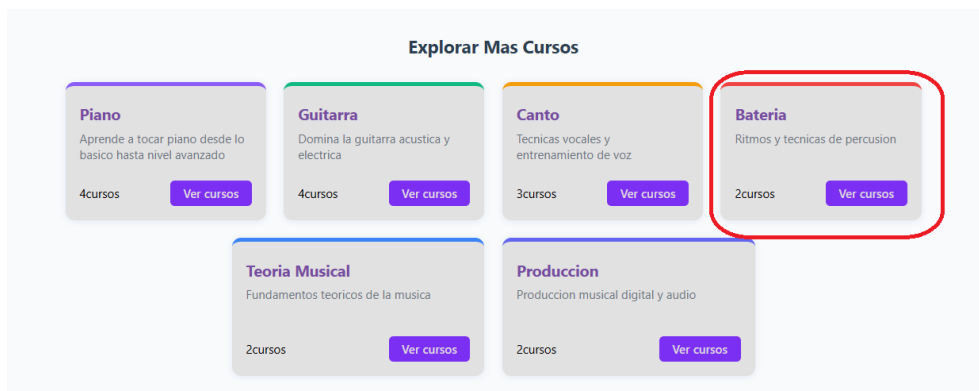 Explorar Mas Cursos
Piano
Aprende a tocar piano desde lo
basico hasta nivel avanzado
4cursos
Ver cursos
Guitarra
Domina la guitarra acustica y
electrica
4cursos
Ver cursos
Canto
Tecnicas vocales y
entrenamiento de voz
3cursos
Ver cursos
Bateria
Ritmos y tecnicas de percusion
2cursos
Ver cursos
Teoria Musical
Fundamentos teoricos de la musica
2cursos
Ver cursos
Produccion
Produccion musical digital y audio
2cursos
Ver cursos